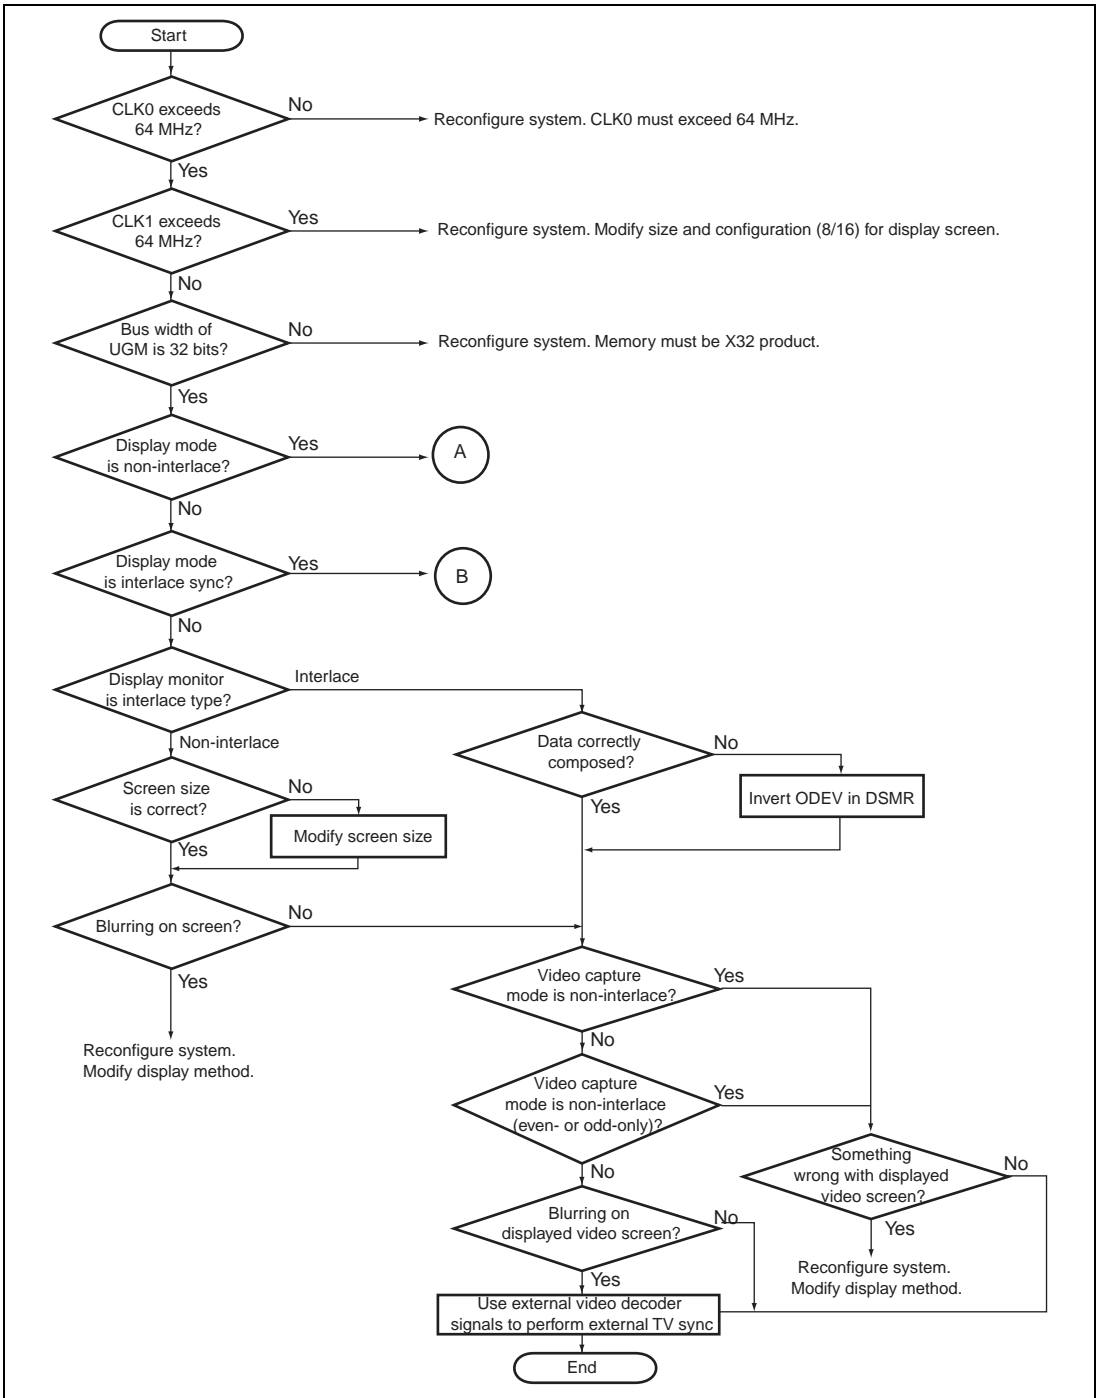 Start
CLK0 exceeds
64 MHz?
No
Reconfigure system. CLK0 must exceed 64 MHz.
Yes
CLK1 exceeds
64 MHz?
Yes
Reconfigure system. Modify size and configuration (8/16) for display screen.
No
Bus width of
UGM is 32 bits?
No
Reconfigure system. Memory must be X32 product.
Yes
Display mode
is non-interlace?
Yes
A
No
Display mode
is interlace sync?
Yes
B
No
Display monitor
is interlace type?
Interlace
Non-interlace
Data correctly
composed?
No
Invert ODEV in DSMR
Yes
Screen size
is correct?
No
Modify screen size
Yes
Blurring on screen?
No
Yes
Reconfigure system.
Modify display method.
Video capture
mode is non-interlace?
Yes
No
Video capture
mode is non-interlace
(even- or odd-only)?
Yes
No
Something
wrong with displayed
video screen?
No
Yes
Reconfigure system.
Modify display method.
Blurring on
displayed video screen?
No
Yes
Use external video decoder
signals to perform external TV sync
End